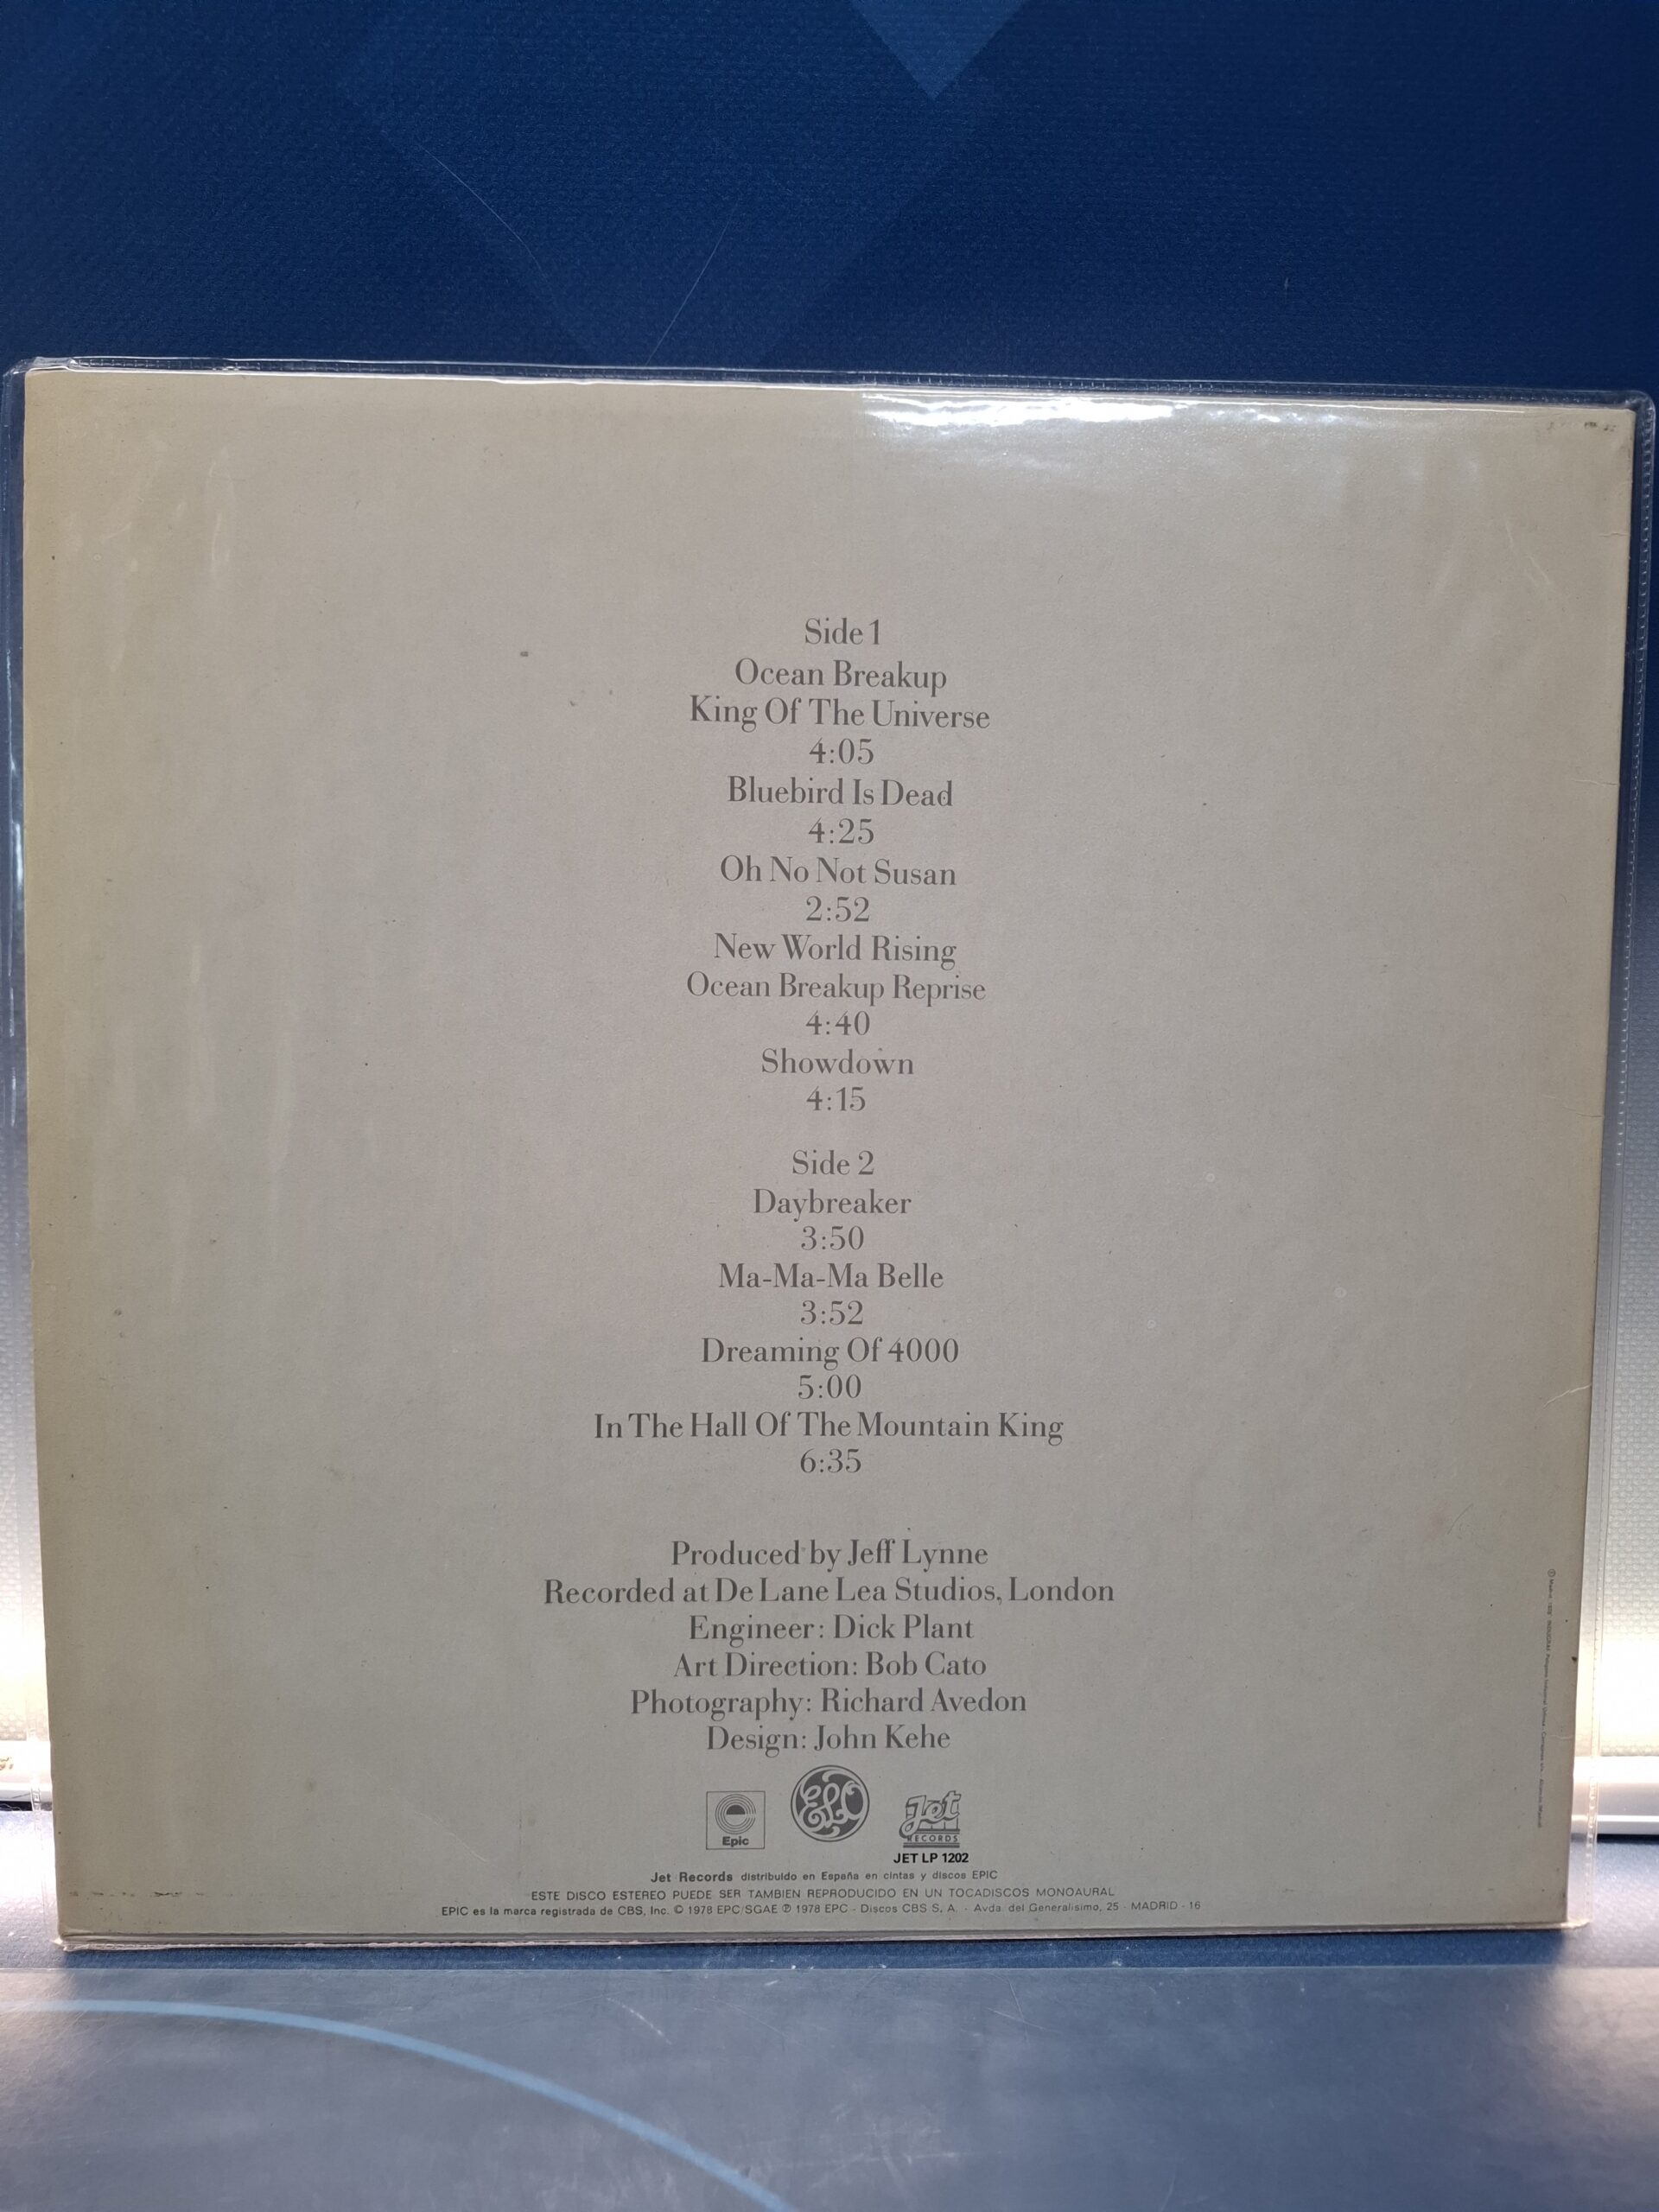 Side 1
Ocean Breakup
King Of The Universe
4:05
Bluebird Is Dead
4:25
Oh No Not Susan
2:52
New World Rising
Ocean Breakup Reprise
4:40
Showdown
4:15
Side 2
Daybreaker
3:50
Ma-Ma-Ma Belle
3:52
Dreaming Of 4000
5:00
In The Hall Of The Mountain King
6:35
Produced by Jeff Lynne
Recorded at De Lane Lea Studios, London
Engineer: Dick Plant
Art Direction: Bob Cato
Photography: Richard Avedon
Design: John Kehe
Epic
ELO
Jet
RECORDS
JET LP 1202
Jet Records distribuido en España en cintas y discos EPIC
ESTE DISCO ESTEREO PUEDE SER TAMBIEN REPRODUCIDO EN UN TOCADISCOS MONOAURAL
EPIC es la marca registrada de CBS, Inc. © 1978 EPC/SGAE ℗ 1978 EPC - Discos CBS S. A. - Avda. del Generalísimo, 25 - MADRID - 16